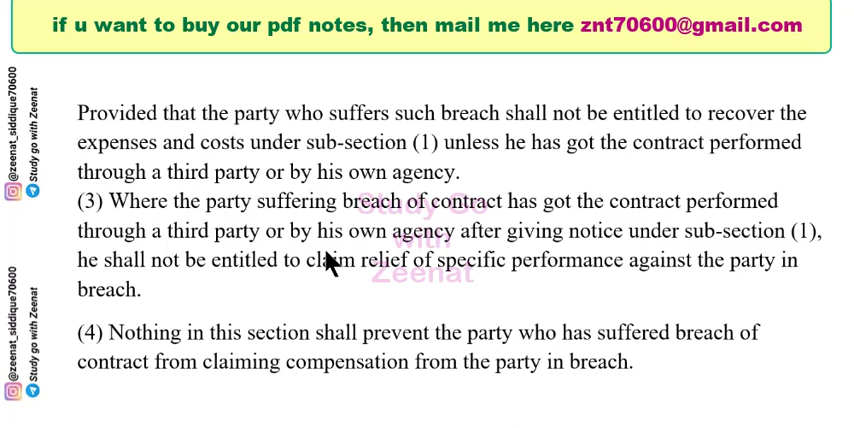 if u want to buy our pdf notes, then mail me here znt70600@gmail.com
@zeenat_siddique70600
Study go with Zeenat
Provided that the party who suffers such breach shall not be entitled to recover the
expenses and costs under sub-section (1) unless he has got the contract performed
through a third party or by his own agency.
(3) Where the party suffering breach of contract has got the contract performed
through a third party or by his own agency after giving notice under sub-section (1),
he shall not be entitled to claim relief of specific performance against the party in
breach.
Study Go
with
Zeenat
@zeenat_siddique70600
Study go with Zeenat
(4) Nothing in this section shall prevent the party who has suffered breach of
contract from claiming compensation from the party in breach.